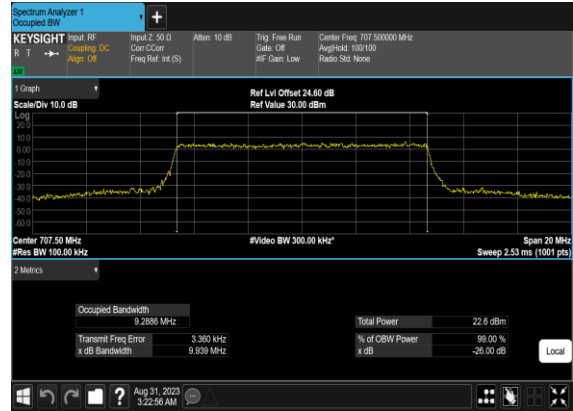 Spectrum Analyzer 1
Occupied BW
+
KEYSIGHT Input: RF Input Z: 50 Ω Atten: 10 dB Trig: Free Run Center Freq: 707.500000 MHz
R T Coupling: DC Corr CCorr Gate: Off Avg|Hold: 100/100
Align: Off Freq Ref: Int (S) #IF Gain: Low Radio Std: None
1 Graph
Ref Lvl Offset 24.60 dB
Scale/Div 10.0 dB Ref Value 30.00 dBm
Log
20.0
10.0
0.00
-10.0
-20.0
-30.0
-40.0
-50.0
-60.0
Center 707.50 MHz #Video BW 300.00 kHz* Span 20 MHz
#Res BW 100.00 kHz Sweep 2.53 ms (1001 pts)
2 Metrics
Occupied Bandwidth
9.2886 MHz Total Power 22.6 dBm
Transmit Freq Error 3.360 kHz % of OBW Power 99.00 %
x dB Bandwidth 9.939 MHz x dB -26.00 dB
Local
? Aug 31, 2023
3:22:56 AM